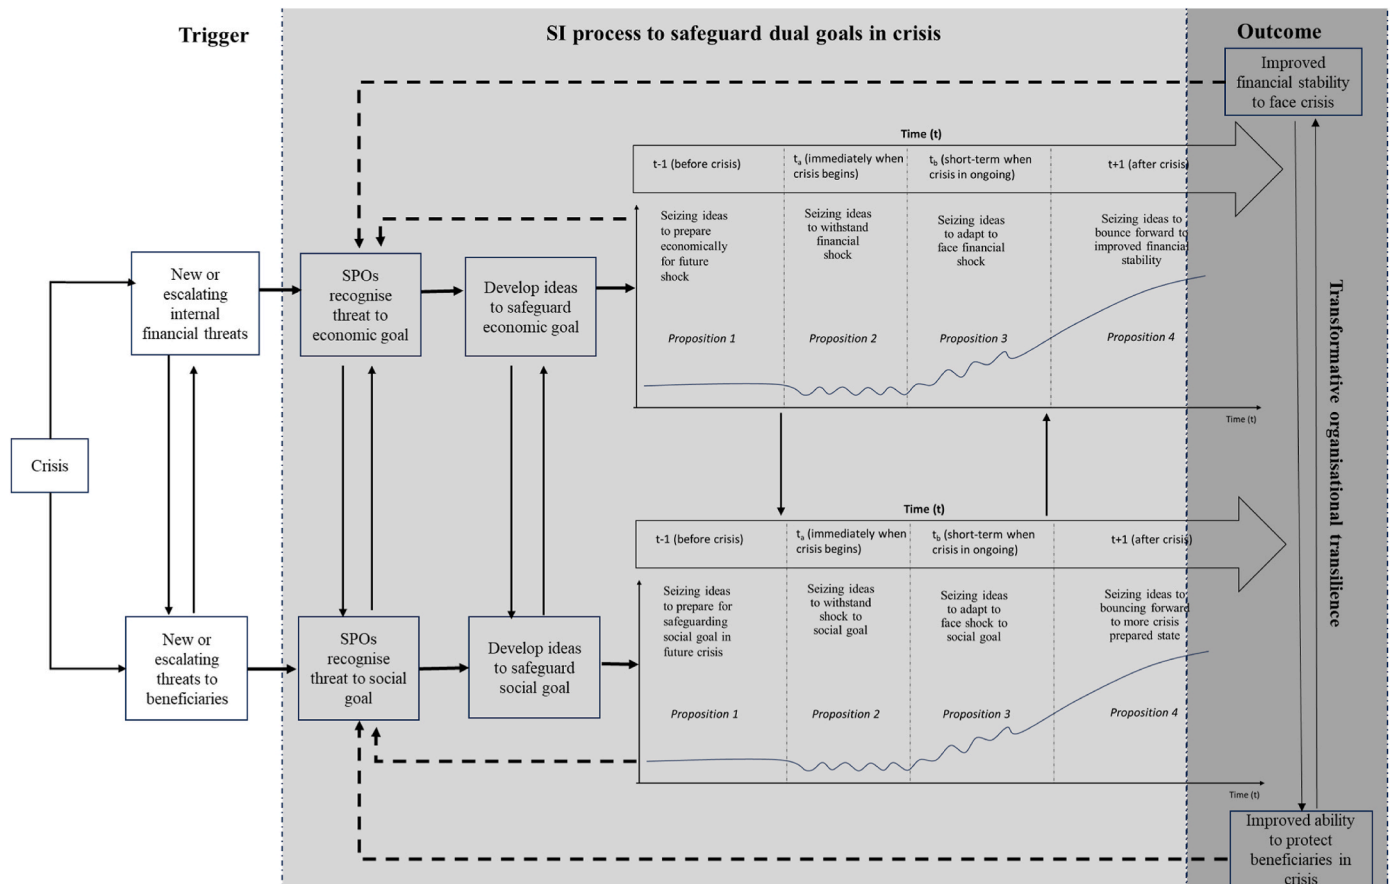 Trigger
SI process to safeguard dual goals in crisis
Outcome
Improved
financial stability
to face crisis
Time (t)
t-1 (before crisis)
ta (immediately when
crisis begins)
tb (short-term when
crisis in ongoing)
t+1 (after crisis)
Seizing ideas
to prepare
economically
for future
shock
Seizing ideas
to withstand
financial
shock
Seizing ideas
to adapt to
face financial
shock
Seizing ideas to
bounce forward to
improved financial
stability
New or
escalating
internal
financial threats
SPOs
recognise
threat to
economic goal
Develop ideas
to safeguard
economic goal
Proposition 1
Proposition 2
Proposition 3
Proposition 4
Time (t)
Crisis
Transformative organisational transilience
Time (t)
t-1 (before crisis)
ta (immediately when
crisis begins)
tb (short-term when
crisis in ongoing)
t+1 (after crisis)
Seizing ideas
to prepare for
safeguarding
social goal in
future crisis
Seizing ideas
to withstand
shock to
social goal
Seizing ideas
to adapt to
face shock to
social goal
Seizing ideas to
bouncing forward
to more crisis
prepared state
New or
escalating
threats to
beneficiaries
SPOs
recognise
threat to social
goal
Develop ideas
to safeguard
social goal
Proposition 1
Proposition 2
Proposition 3
Proposition 4
Time (t)
Improved ability
to protect
beneficiaries in
crisis